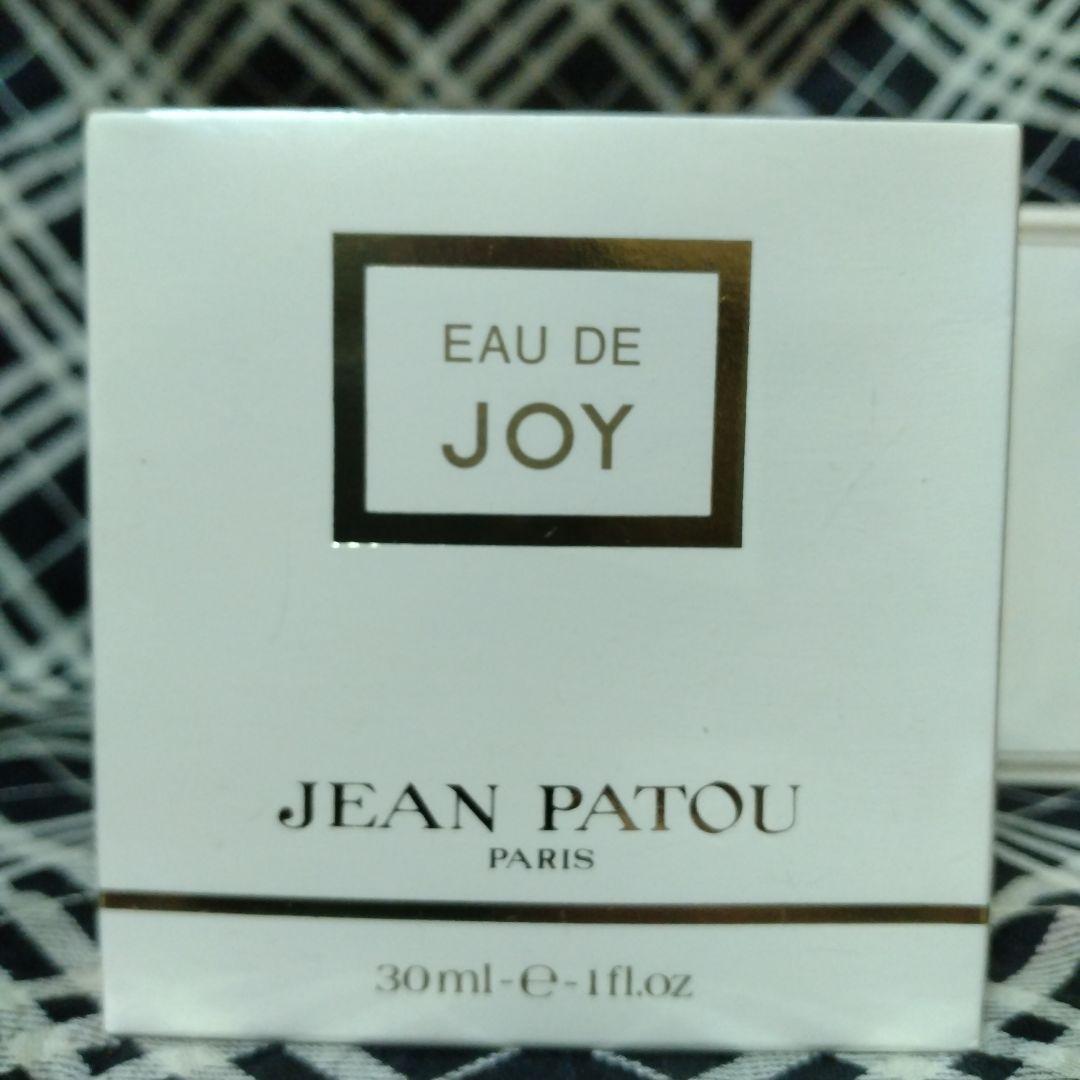 EAU DE
JOY
JEAN PATOU
PARIS
30ml-℮-1fl.oz